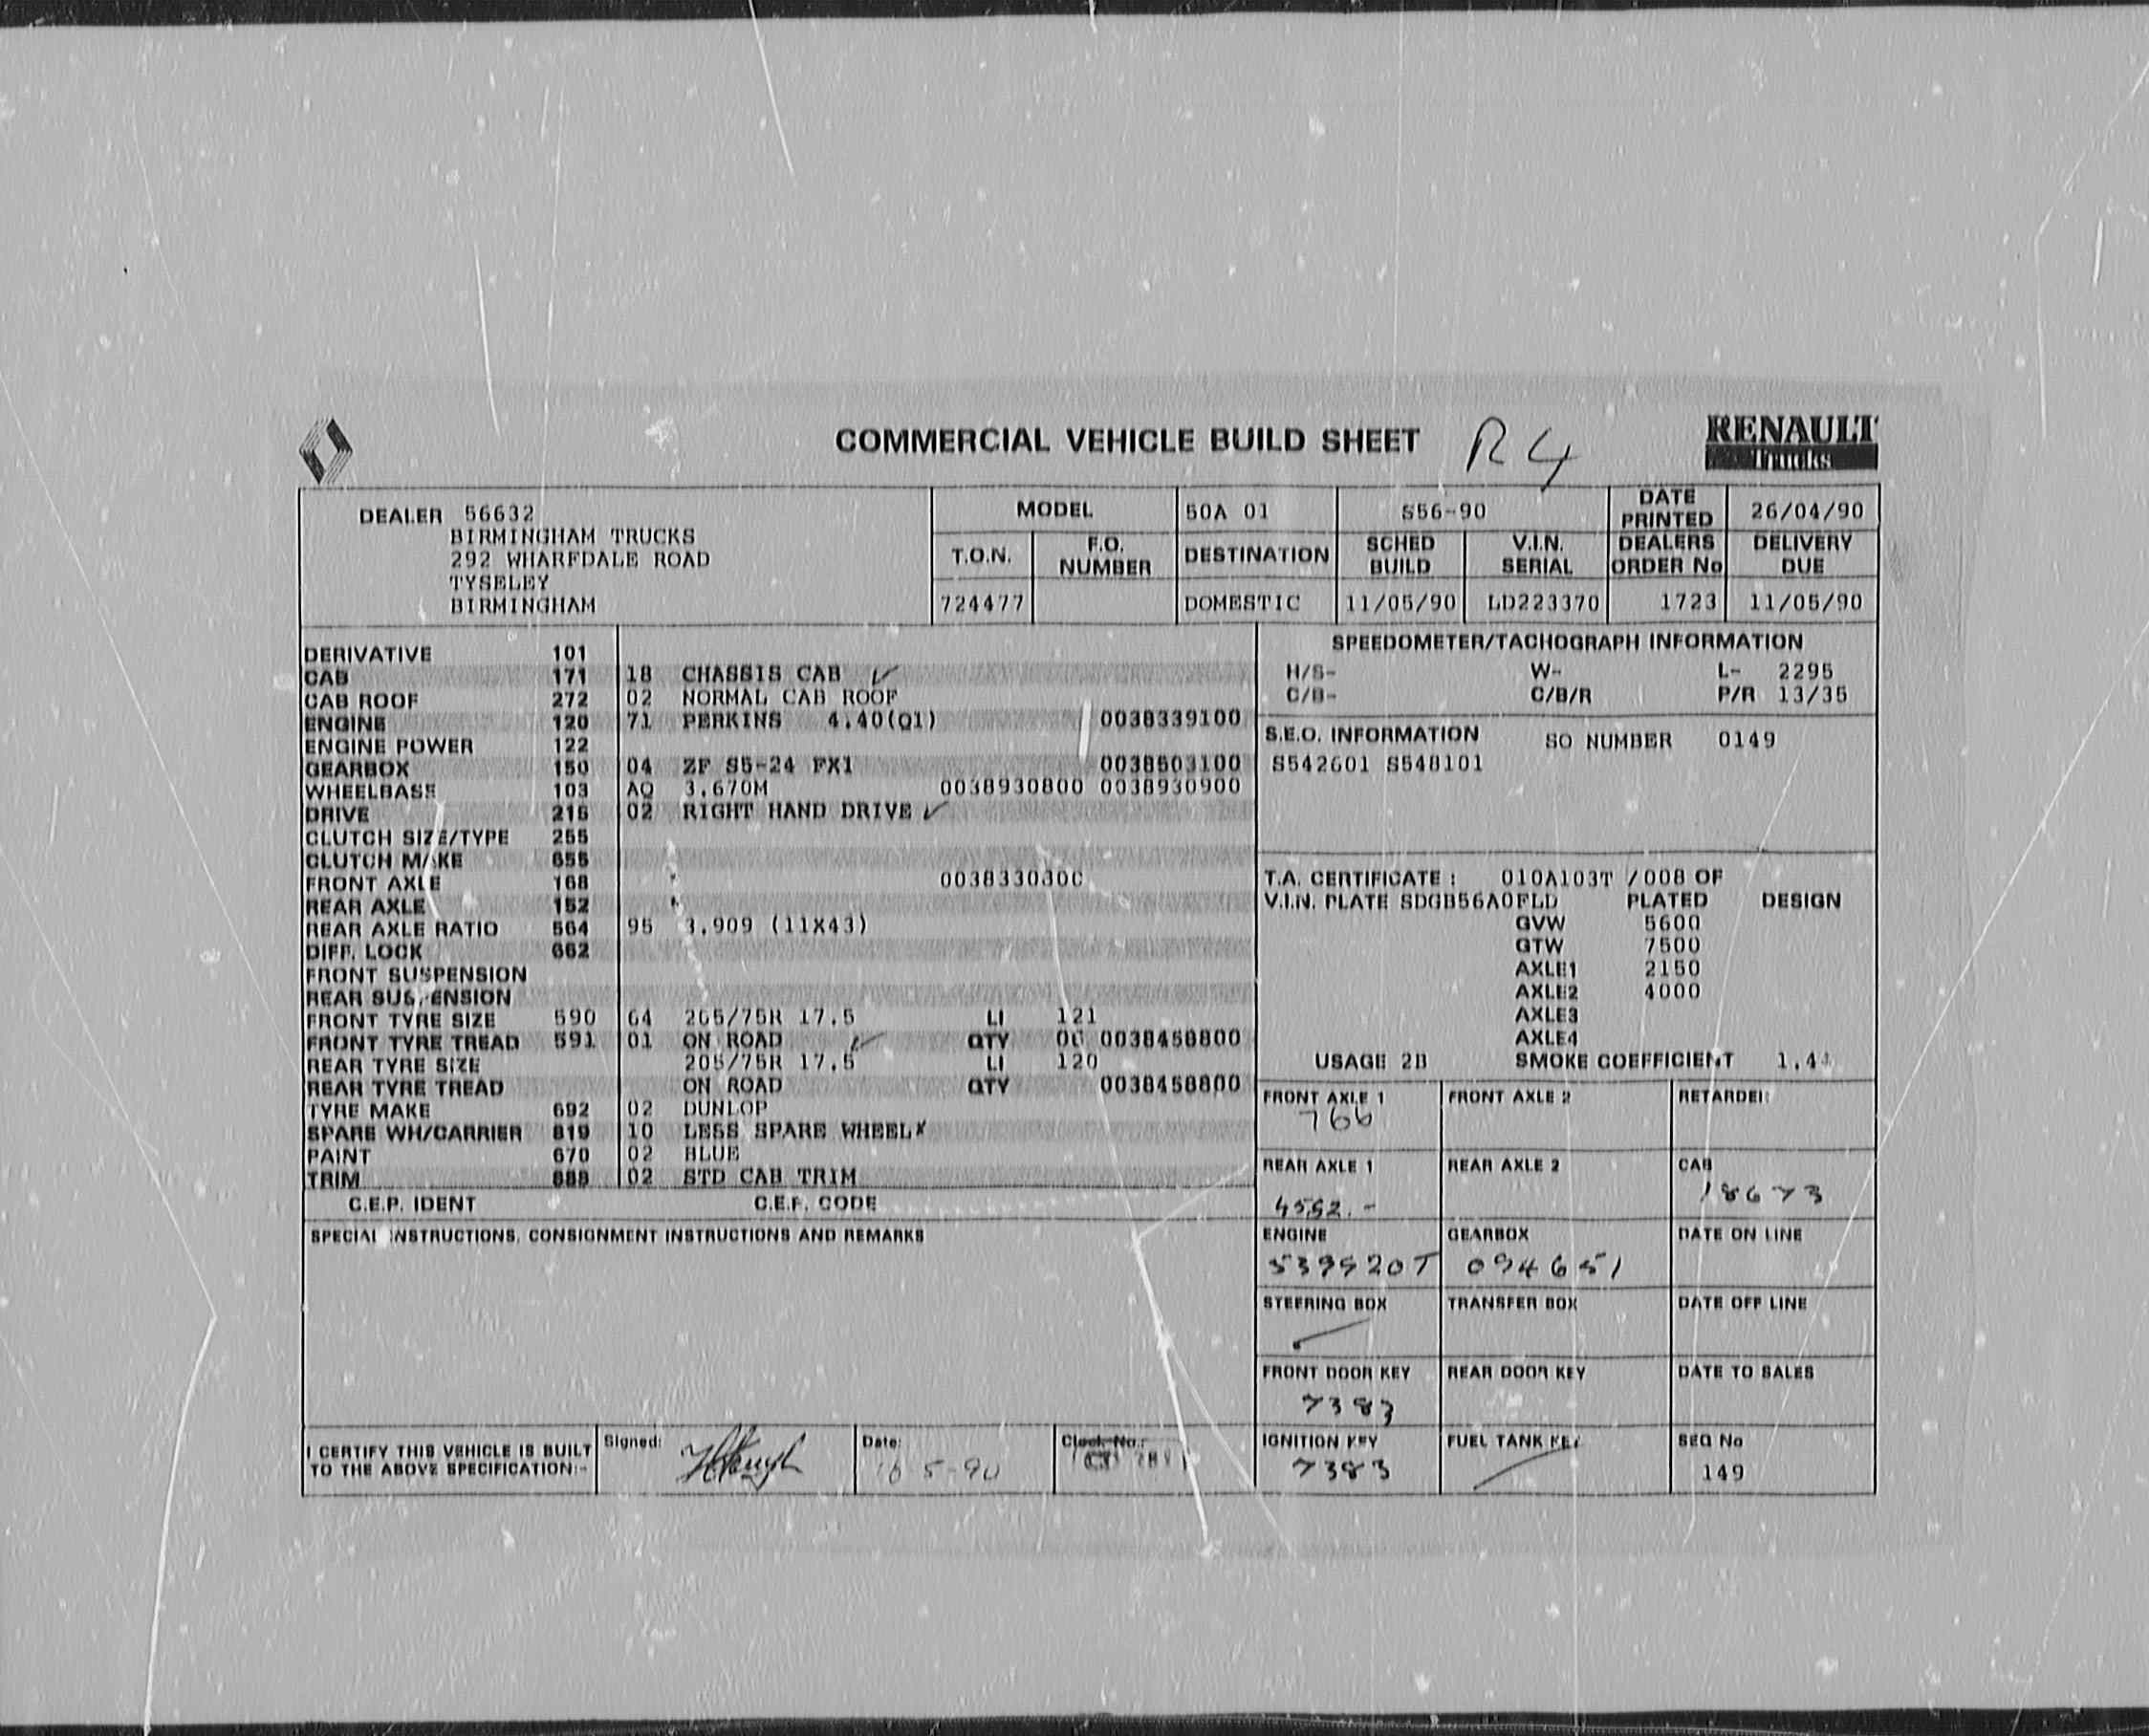 COMMERCIAL VEHICLE BUILD SHEET R4
RENAULT
Trucks
DEALER 56632
BIRMINGHAM TRUCKS
292 WHARFDALE ROAD
TYSELEY
BIRMINGHAM
MODEL 50A 01 S56-90 DATE PRINTED 26/04/90
T.O.N. F.O. NUMBER DESTINATION SCHED BUILD V.I.N. SERIAL DEALERS ORDER No DELIVERY DUE
724477 DOMESTIC 11/05/90 LD223370 1723 11/05/90
DERIVATIVE 101
CAB 171 18 CHASSIS CAB ✓
CAB ROOF 272 02 NORMAL CAB ROOF
ENGINE 120 71 PERKINS 4.40(Q1) 0038339100
ENGINE POWER 122
GEARBOX 150 04 ZF S5-24 FX1 0038503100
WHEELBASE 103 AQ 3.670M 0038930800 0038930900
DRIVE 216 02 RIGHT HAND DRIVE ✓
CLUTCH SIZE/TYPE 255
CLUTCH MAKE 655
FRONT AXLE 168
REAR AXLE 152
REAR AXLE RATIO 564 95 3.909 (11X43)
DIFF. LOCK 662
FRONT SUSPENSION
REAR SUSPENSION
FRONT TYRE SIZE 590 64 205/75R 17.5 LI 121
FRONT TYRE TREAD 591 01 ON ROAD ✓ QTY 0038458800
REAR TYRE SIZE 205/75R 17.5 LI 120
REAR TYRE TREAD ON ROAD QTY 0038458800
TYRE MAKE 692 02 DUNLOP
SPARE WH/CARRIER 819 10 LESS SPARE WHEEL
PAINT 670 02 BLUE
TRIM 888 02 STD CAB TRIM
C.E.P. IDENT C.E.F. CODE
SPECIAL INSTRUCTIONS, CONSIGNMENT INSTRUCTIONS AND REMARKS
I CERTIFY THIS VEHICLE IS BUILT
TO THE ABOVE SPECIFICATION:-
Signed:
Date: 16-5-90
Clock No.:
SPEEDOMETER/TACHOGRAPH INFORMATION
H/S- W- L- 2295
C/B- C/B/R P/R 13/35
S.E.O. INFORMATION SO NUMBER 0149
S542601 S548101
T.A. CERTIFICATE: 010A103T /008 OF
V.I.N. PLATE SDGB56A0FLD PLATED DESIGN
GVW 5600
GTW 7500
AXLE1 2150
AXLE2 4000
AXLE3
AXLE4
USAGE 2B SMOKE COEFFICIENT
FRONT AXLE 1 FRONT AXLE 2 RETARDER
766
REAR AXLE 1 REAR AXLE 2 CAB
4552.- 18673
ENGINE GEARBOX DATE ON LINE
094651
STEERING BOX TRANSFER BOX DATE OFF LINE
FRONT DOOR KEY REAR DOOR KEY DATE TO SALES
7383
IGNITION KEY FUEL TANK KEY SEQ No
7383 149